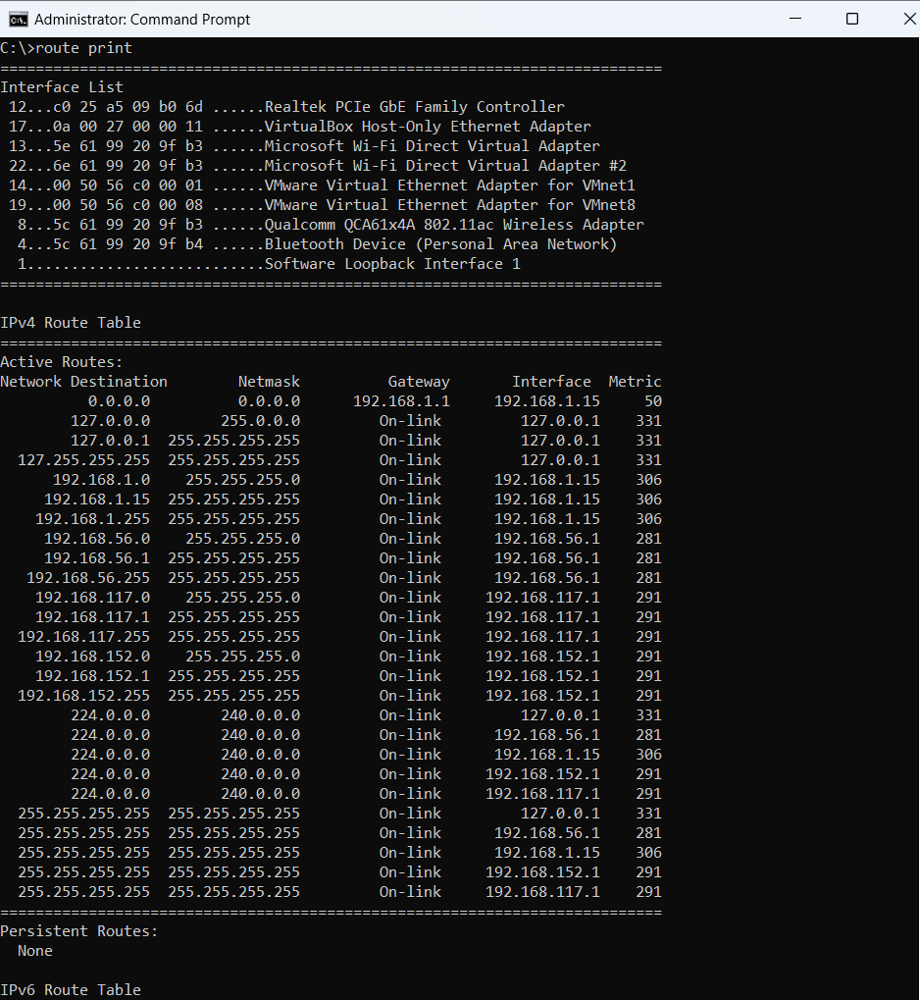 Administrator: Command Prompt
C:\>route print
===========================================================================
Interface List
 12...c0 25 a5 09 b0 6d ......Realtek PCIe GbE Family Controller
 17...0a 00 27 00 00 11 ......VirtualBox Host-Only Ethernet Adapter
 13...5e 61 99 20 9f b3 ......Microsoft Wi-Fi Direct Virtual Adapter
 22...6e 61 99 20 9f b3 ......Microsoft Wi-Fi Direct Virtual Adapter #2
 14...00 50 56 c0 00 01 ......VMware Virtual Ethernet Adapter for VMnet1
 19...00 50 56 c0 00 08 ......VMware Virtual Ethernet Adapter for VMnet8
  8...5c 61 99 20 9f b3 ......Qualcomm QCA61x4A 802.11ac Wireless Adapter
  4...5c 61 99 20 9f b4 ......Bluetooth Device (Personal Area Network)
  1...........................Software Loopback Interface 1
===========================================================================
IPv4 Route Table
===========================================================================
Active Routes:
Network Destination        Netmask          Gateway       Interface  Metric
          0.0.0.0          0.0.0.0      192.168.1.1     192.168.1.15     50
        127.0.0.0        255.0.0.0         On-link         127.0.0.1    331
        127.0.0.1  255.255.255.255         On-link         127.0.0.1    331
  127.255.255.255  255.255.255.255         On-link         127.0.0.1    331
      192.168.1.0    255.255.255.0         On-link      192.168.1.15    306
     192.168.1.15  255.255.255.255         On-link      192.168.1.15    306
    192.168.1.255  255.255.255.255         On-link      192.168.1.15    306
     192.168.56.0    255.255.255.0         On-link      192.168.56.1    281
     192.168.56.1  255.255.255.255         On-link      192.168.56.1    281
   192.168.56.255  255.255.255.255         On-link      192.168.56.1    281
    192.168.117.0    255.255.255.0         On-link     192.168.117.1    291
    192.168.117.1  255.255.255.255         On-link     192.168.117.1    291
  192.168.117.255  255.255.255.255         On-link     192.168.117.1    291
    192.168.152.0    255.255.255.0         On-link     192.168.152.1    291
    192.168.152.1  255.255.255.255         On-link     192.168.152.1    291
  192.168.152.255  255.255.255.255         On-link     192.168.152.1    291
        224.0.0.0        240.0.0.0         On-link         127.0.0.1    331
        224.0.0.0        240.0.0.0         On-link      192.168.56.1    281
        224.0.0.0        240.0.0.0         On-link      192.168.1.15    306
        224.0.0.0        240.0.0.0         On-link     192.168.152.1    291
        224.0.0.0        240.0.0.0         On-link     192.168.117.1    291
  255.255.255.255  255.255.255.255         On-link         127.0.0.1    331
  255.255.255.255  255.255.255.255         On-link      192.168.56.1    281
  255.255.255.255  255.255.255.255         On-link      192.168.1.15    306
  255.255.255.255  255.255.255.255         On-link     192.168.152.1    291
  255.255.255.255  255.255.255.255         On-link     192.168.117.1    291
===========================================================================
Persistent Routes:
  None
IPv6 Route Table